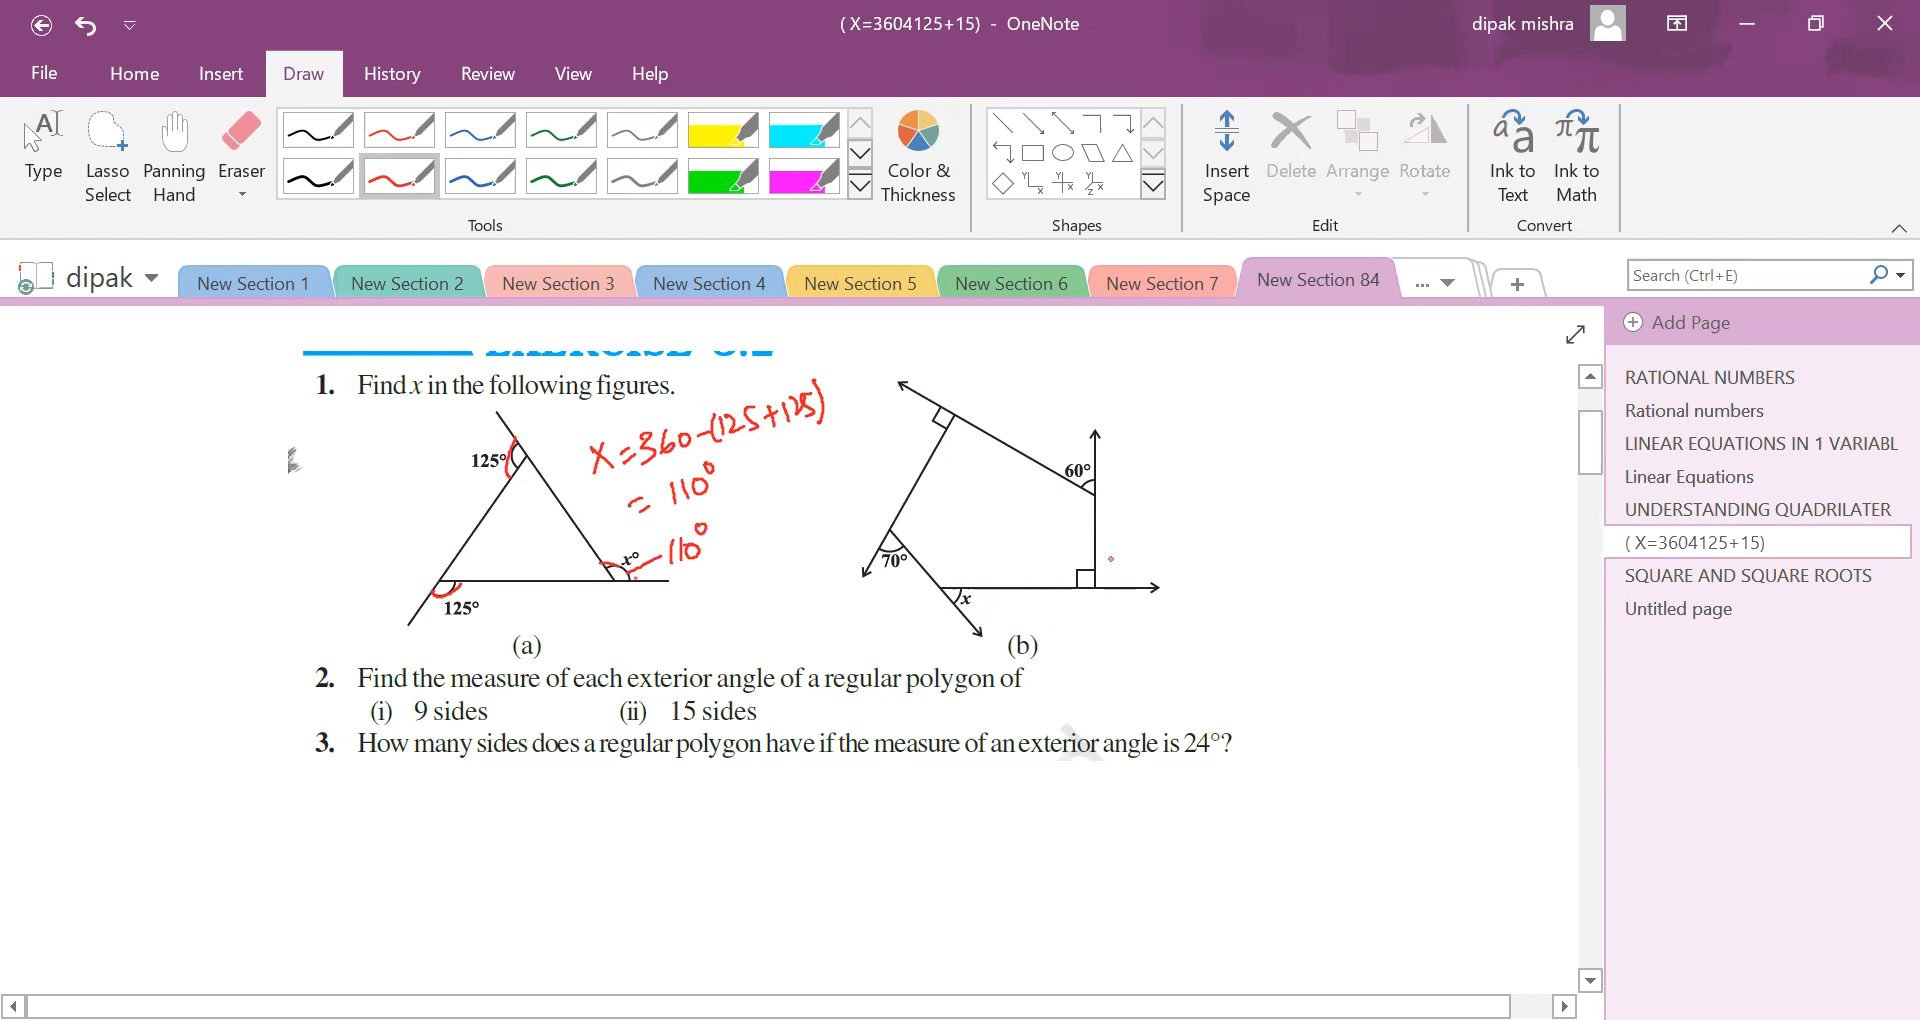 ( X=3604125+15) - OneNote
dipak mishra
File Home Insert Draw History Review View Help
Type
Lasso Select
Panning Hand
Eraser
Color & Thickness
Insert Space
Delete
Arrange
Rotate
Ink to Text
Ink to Math
Tools
Shapes
Edit
Convert
dipak
New Section 1
New Section 2
New Section 3
New Section 4
New Section 5
New Section 6
New Section 7
New Section 84
...
Search (Ctrl+E)
Add Page
RATIONAL NUMBERS
Rational numbers
LINEAR EQUATIONS IN 1 VARIABL
Linear Equations
UNDERSTANDING QUADRILATER
( X=3604125+15)
SQUARE AND SQUARE ROOTS
Untitled page
1. Find x in the following figures.
X=360-(125+125)
= 110°
125°
x°
110°
125°
(a)
60°
70°
x
(b)
2. Find the measure of each exterior angle of a regular polygon of
(i) 9 sides (ii) 15 sides
3. How many sides does a regular polygon have if the measure of an exterior angle is 24°?